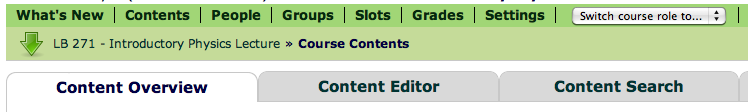 What's New | Contents | People | Groups | Slots | Grades | Settings | Switch course role to... |
LB 271 - Introductory Physics Lecture » Course Contents
Content Overview Content Editor Content Search